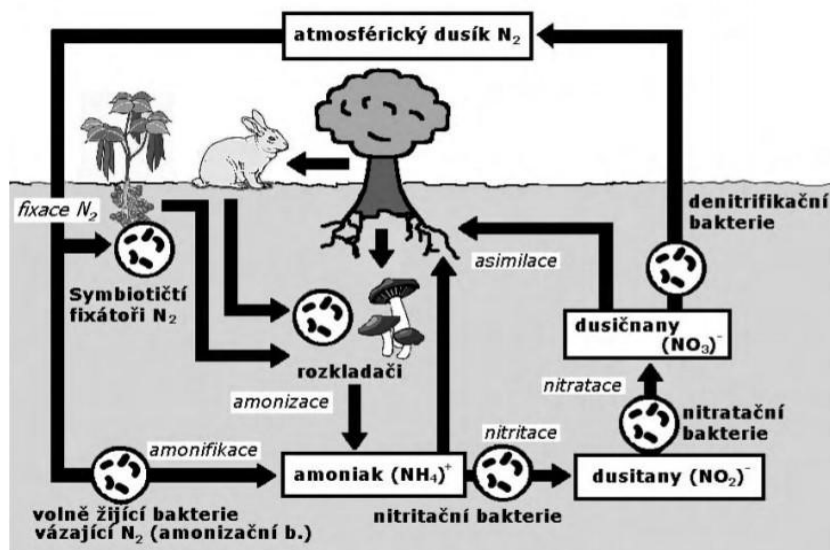 atmosférický dusík N₂
fixace N₂
denitrifikační
bakterie
asimilace
Symbiotičtí
fixátoři N₂
dusičnany
(NO₃)⁻
rozkladači
amonizace
nitratace
nitratační
bakterie
amonifikace
nitritace
amoniak (NH₄)⁺
dusitany (NO₂)⁻
volně žijící bakterie
vázající N₂ (amonizační b.)
nitritační bakterie